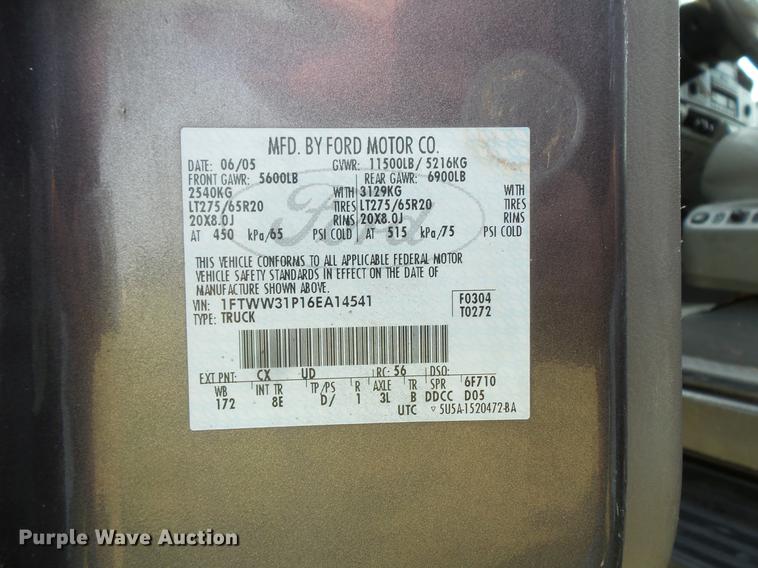 MFD. BY FORD MOTOR CO.
DATE: 06/05 GVWR: 11500LB/ 5216KG
FRONT GAWR: 5600LB REAR GAWR: 6900LB
2540KG WITH 3129KG WITH
LT275/65R20 TIRES LT275/65R20 TIRES
20X8.0J RIMS 20X8.0J RIMS
AT 450 kPa/65 PSI COLD AT 515 kPa/75 PSI COLD
Ford
THIS VEHICLE CONFORMS TO ALL APPLICABLE FEDERAL MOTOR
VEHICLE SAFETY STANDARDS IN EFFECT ON THE DATE OF
MANUFACTURE SHOWN ABOVE.
VIN: 1FTWW31P16EA14541 F0304
TYPE: TRUCK T0272
EXT PNT: CX UD RC: 56 DSO:
WB INT TR TP/PS R AXLE TR SPR 6F710
172 8E D/ 1 3L B DDCC D05
UTC ▽ 5U5A-1520472-BA
Purple Wave Auction